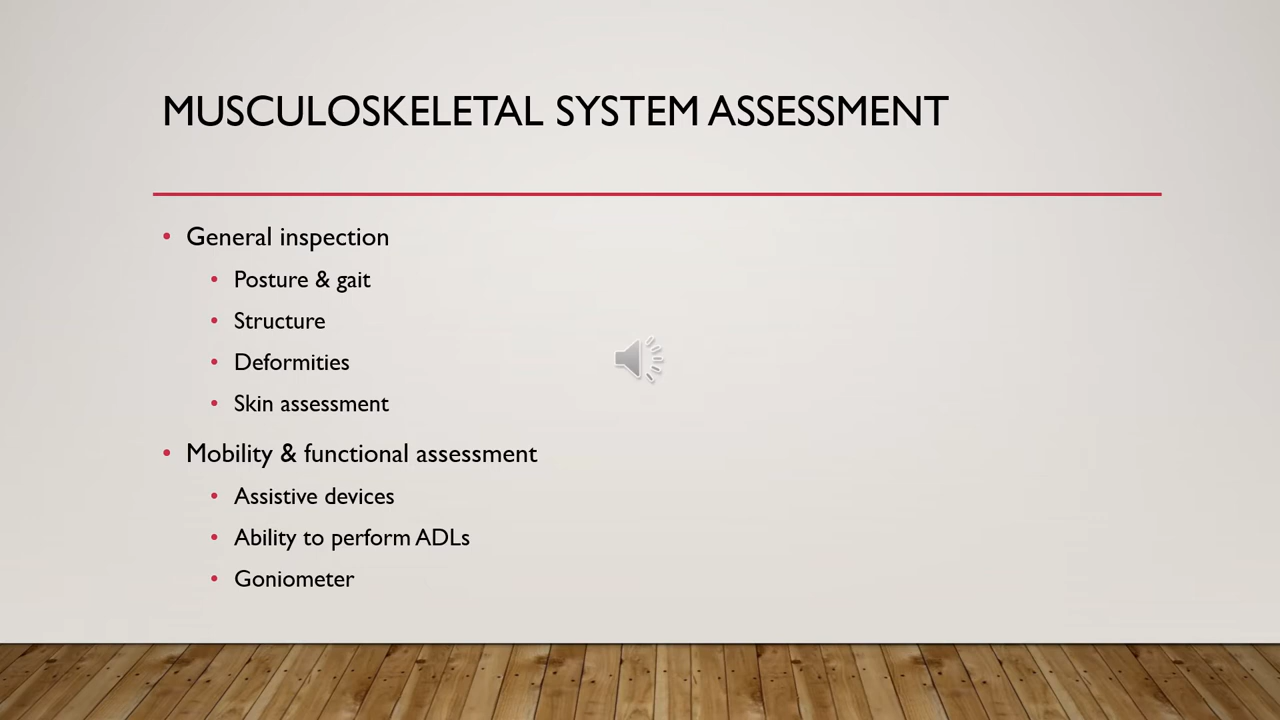 MUSCULOSKELETAL SYSTEM ASSESSMENT
• General inspection
• Posture & gait
• Structure
• Deformities
• Skin assessment
• Mobility & functional assessment
• Assistive devices
• Ability to perform ADLs
• Goniometer